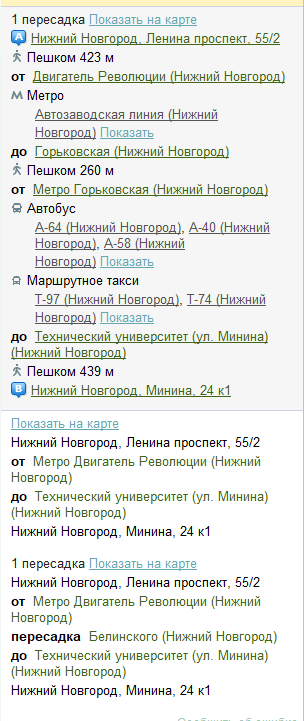 1 пересадка Показать на карте
A Нижний Новгород, Ленина проспект, 55/2
Пешком 423 м
от Двигатель Революции (Нижний Новгород)
Метро
Автозаводская линия (Нижний
Новгород) Показать
до Горьковская (Нижний Новгород)
Пешком 260 м
от Метро Горьковская (Нижний Новгород)
Автобус
А-64 (Нижний Новгород), А-40 (Нижний
Новгород), А-58 (Нижний
Новгород) Показать
Маршрутное такси
Т-97 (Нижний Новгород), Т-74 (Нижний
Новгород) Показать
до Технический университет (ул. Минина)
(Нижний Новгород)
Пешком 439 м
B Нижний Новгород, Минина, 24 к1
Показать на карте
Нижний Новгород, Ленина проспект, 55/2
от Метро Двигатель Революции (Нижний
Новгород)
до Технический университет (ул. Минина)
(Нижний Новгород)
Нижний Новгород, Минина, 24 к1
1 пересадка Показать на карте
Нижний Новгород, Ленина проспект, 55/2
от Метро Двигатель Революции (Нижний
Новгород)
пересадка Белинского (Нижний Новгород)
до Технический университет (ул. Минина)
(Нижний Новгород)
Нижний Новгород, Минина, 24 к1